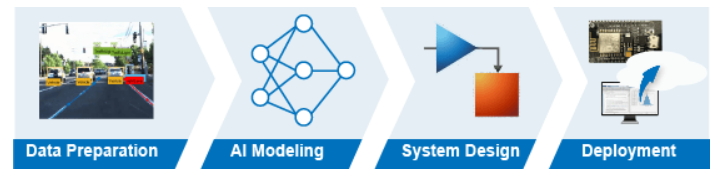 Data Preparation
AI Modeling
System Design
Deployment